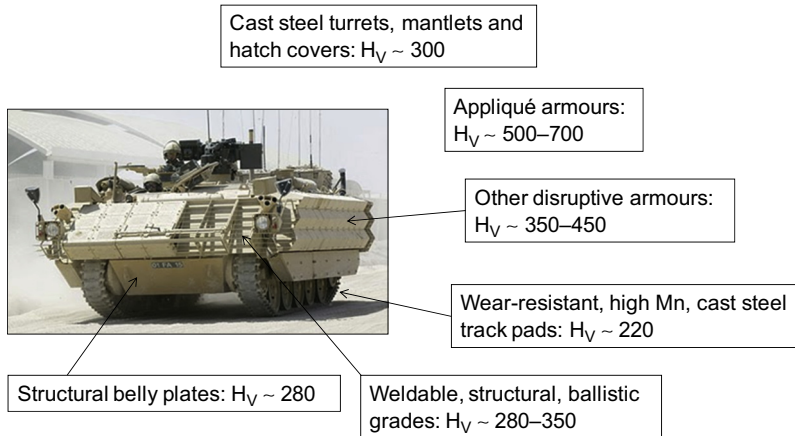 Cast steel turrets, mantlets and
hatch covers: HV ~ 300
Appliqué armours:
HV ~ 500–700
Other disruptive armours:
HV ~ 350–450
Wear-resistant, high Mn, cast steel
track pads: HV ~ 220
Structural belly plates: HV ~ 280
Weldable, structural, ballistic
grades: HV ~ 280–350